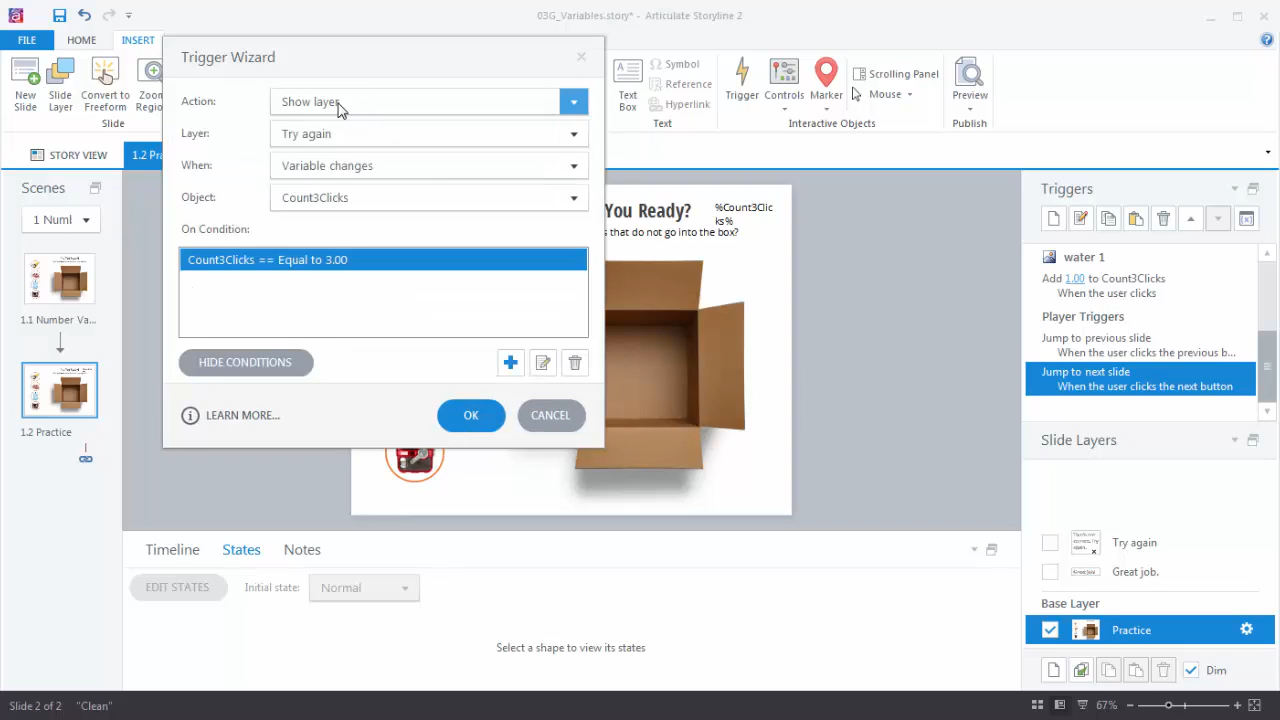 03G_Variables.story* - Articulate Storyline 2
FILE
HOME
INSERT
New Slide
Slide Layer
Convert to Freeform
Zoom Regio
Slide
Text Box
Symbol
Reference
Hyperlink
Text
Trigger
Controls
Marker
Scrolling Panel
Mouse
Interactive Objects
Preview
Publish
STORY VIEW
1.2 Pra
Trigger Wizard
Action: Show layer
Layer: Try again
When: Variable changes
Object: Count3Clicks
On Condition:
Count3Clicks == Equal to 3.00
HIDE CONDITIONS
LEARN MORE...
OK
CANCEL
Scenes
1 Numl
1.1 Number Va...
1.2 Practice
You Ready?
%Count3Clic
ks%
s that do not go into the box?
Triggers
water 1
Add 1.00 to Count3Clicks
When the user clicks
Player Triggers
Jump to previous slide
When the user clicks the previous b...
Jump to next slide
When the user clicks the next button
Slide Layers
Try again
Great job.
Base Layer
Practice
Dim
Timeline
States
Notes
EDIT STATES
Initial state:
Normal
Select a shape to view its states
Slide 2 of 2
"Clean"
67%